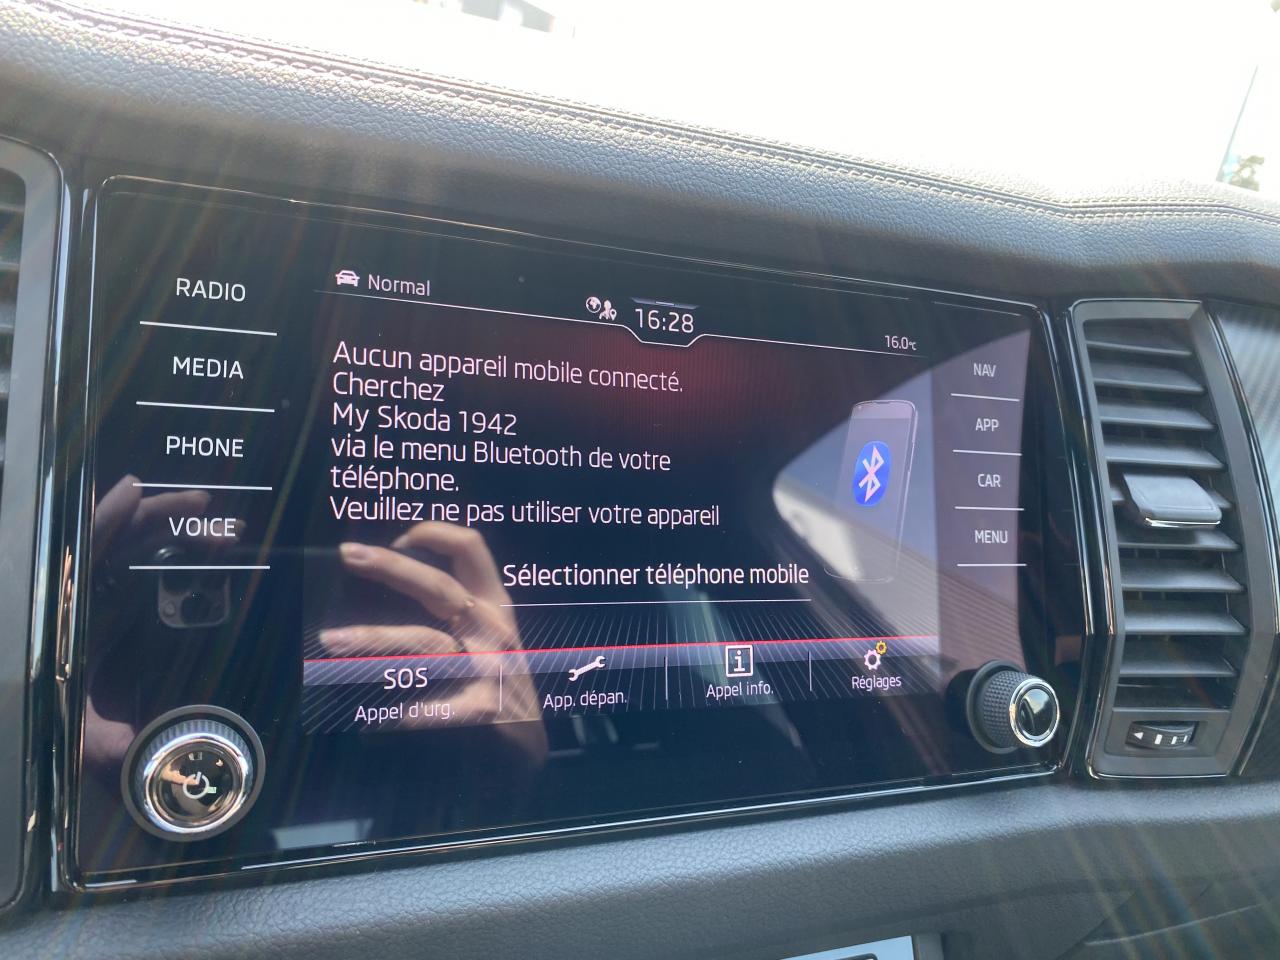 RADIO
MEDIA
PHONE
VOICE
Normal
16:28
16.0°C
Aucun appareil mobile connecté.
Cherchez
My Skoda 1942
via le menu Bluetooth de votre
téléphone.
Veuillez ne pas utiliser votre appareil
Sélectionner téléphone mobile
SOS
Appel d'urg.
App. dépan.
i
Appel info.
Réglages
NAV
APP
CAR
MENU